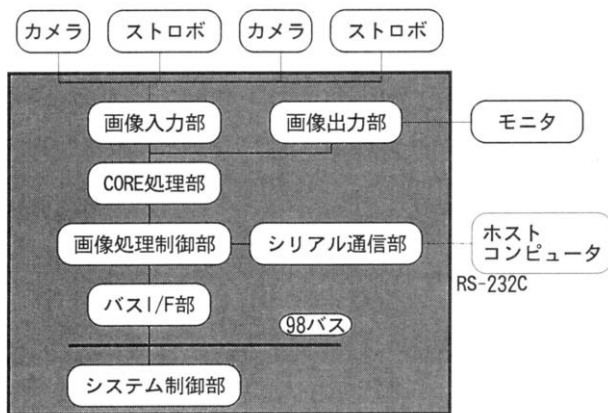 カメラ
ストロボ
カメラ
ストロボ
画像入力部
画像出力部
モニタ
CORE処理部
画像処理制御部
シリアル通信部
ホスト
コンピュータ
RS-232C
バスI/F部
98バス
システム制御部